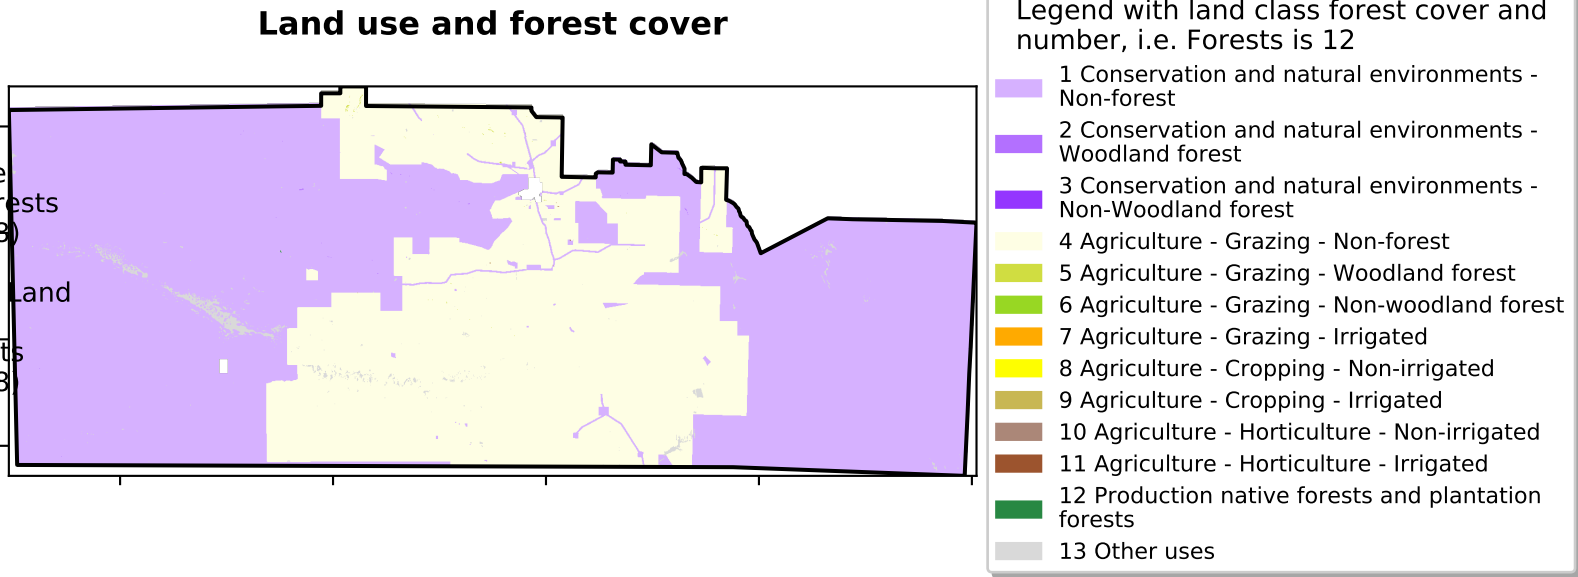 Land use and forest cover
Legend with land class forest cover and
number, i.e. Forests is 12
1 Conservation and natural environments -
Non-forest
2 Conservation and natural environments -
Woodland forest
3 Conservation and natural environments -
Non-Woodland forest
4 Agriculture - Grazing - Non-forest
5 Agriculture - Grazing - Woodland forest
6 Agriculture - Grazing - Non-woodland forest
7 Agriculture - Grazing - Irrigated
8 Agriculture - Cropping - Non-irrigated
9 Agriculture - Cropping - Irrigated
10 Agriculture - Horticulture - Non-irrigated
11 Agriculture - Horticulture - Irrigated
12 Production native forests and plantation
forests
13 Other uses
Land